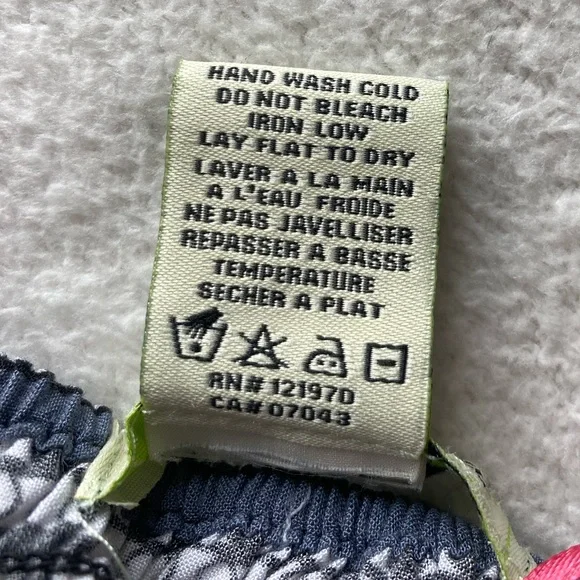 HAND WASH COLD
DO NOT BLEACH
IRON LOW
LAY FLAT TO DRY
LAVER A LA MAIN
A L'EAU FROIDE
NE PAS JAVELLISER
REPASSER A BASSE
TEMPERATURE
SECHER A PLAT
RN# 12197D
CA# 07043